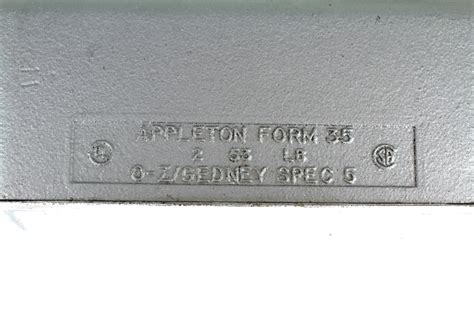 APPLETON FORM 35
2 53 LB
O-Z/GEDNEY SPEC 5